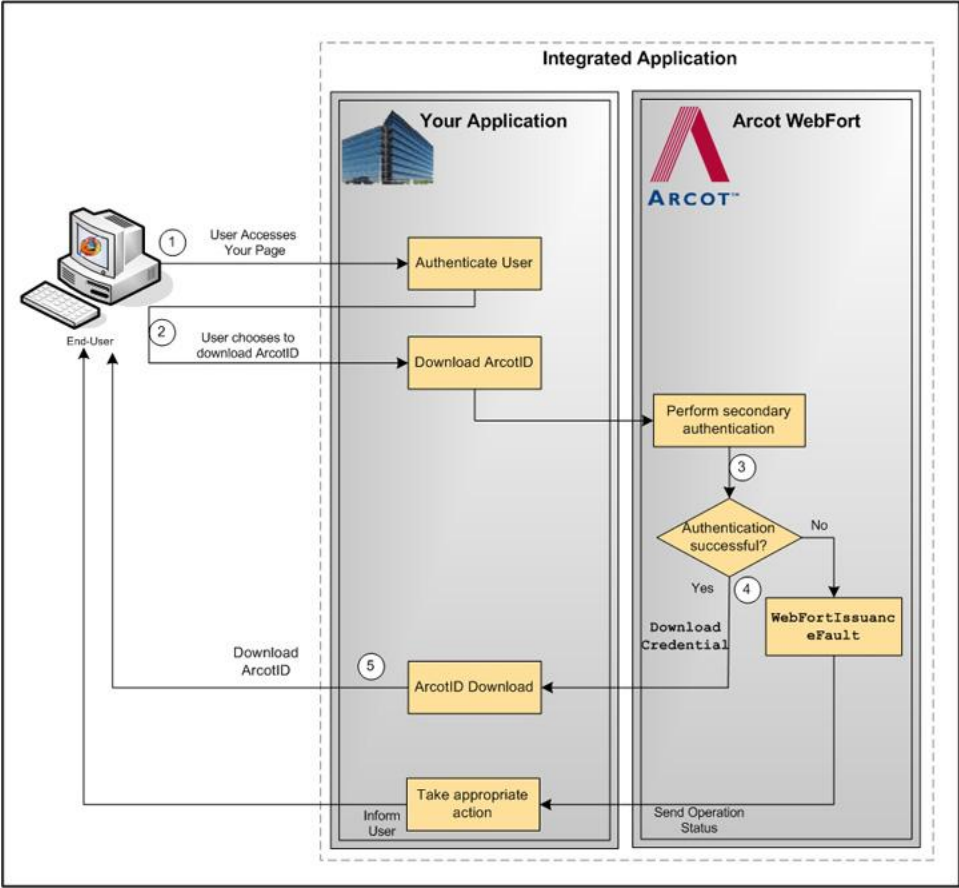 Integrated Application
Your Application
Arcot WebFort
ARCOT™
1
User Accesses
Your Page
Authenticate User
2
User chooses to
download ArcotID
End-User
Download ArcotID
Perform secondary
authentication
3
Authentication
successful?
No
Yes
4
WebFortIssuanc
eFault
Download
Credential
Download
ArcotID
5
ArcotID Download
Take appropriate
action
Inform
User
Send Operation
Status